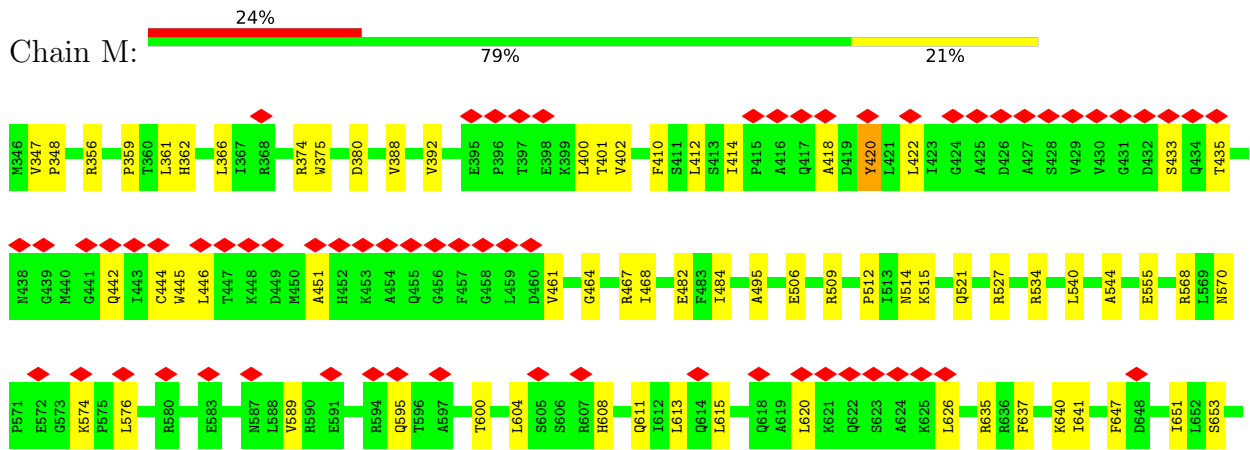 24%
Chain M:
79% 21%
M346 V347 P348 R356 P359 T360 L361 H362 L366 I367 R368 R374 W375 D380 V388 V392 E395 P396 T397 E398 K399 L400 T401 V402 F410 S411 L412 S413 I414 P415 A416 Q417 A418 D419 Y420 L421 L422 I423 G424 A425 D426 A427 S428 V429 V430 G431 D432 S433 Q434 T435
N438 G439 M440 G441 Q442 I443 C444 W445 L446 T447 K448 D449 M450 A451 H452 K453 A454 Q455 G456 F457 G458 L459 D460 V461 G464 R467 I468 E482 F483 I484 A495 E506 R509 P512 I513 N514 K515 Q521 R527 R534 L540 A544 E555 R568 L569 N570
P571 E572 G573 K574 P575 L576 R580 E583 N587 L588 V589 R590 E591 R594 Q595 T596 A597 T600 L604 S605 S606 R607 H608 Q611 I612 L613 Q614 L615 Q618 A619 L620 K621 Q622 S623 A624 K625 L626 R635 R636 F637 K640 I641 F647 D648 I651 L652 S653